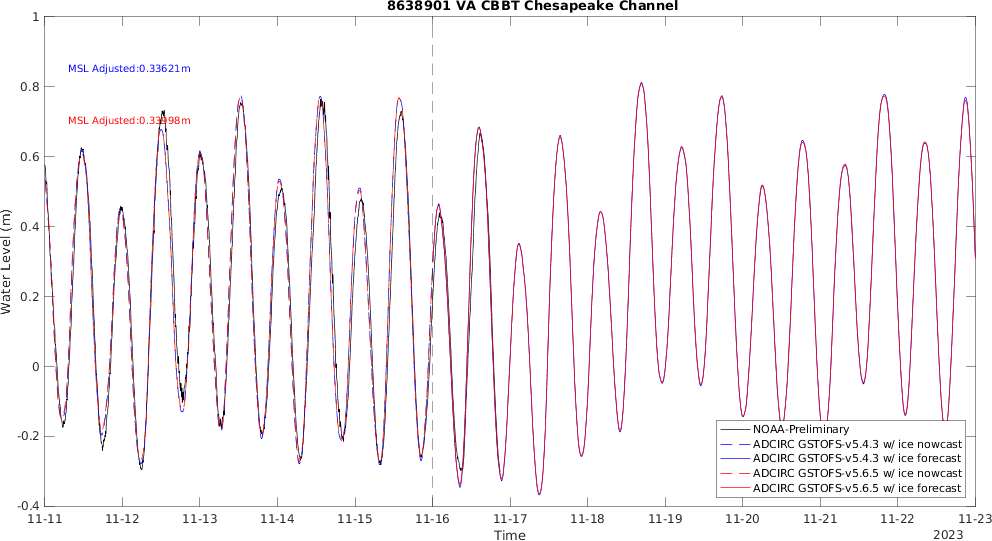 8638901 VA CBBT Chesapeake Channel
1
0.8
0.6
0.4
0.2
0
-0.2
-0.4
Water Level (m)
MSL Adjusted:0.33621m
MSL Adjusted:0.33998m
NOAA-Preliminary
ADCIRC GSTOFS-v5.4.3 w/ ice nowcast
ADCIRC GSTOFS-v5.4.3 w/ ice forecast
ADCIRC GSTOFS-v5.6.5 w/ ice nowcast
ADCIRC GSTOFS-v5.6.5 w/ ice forecast
11-11 11-12 11-13 11-14 11-15 11-16 11-17 11-18 11-19 11-20 11-21 11-22 11-23
Time
2023